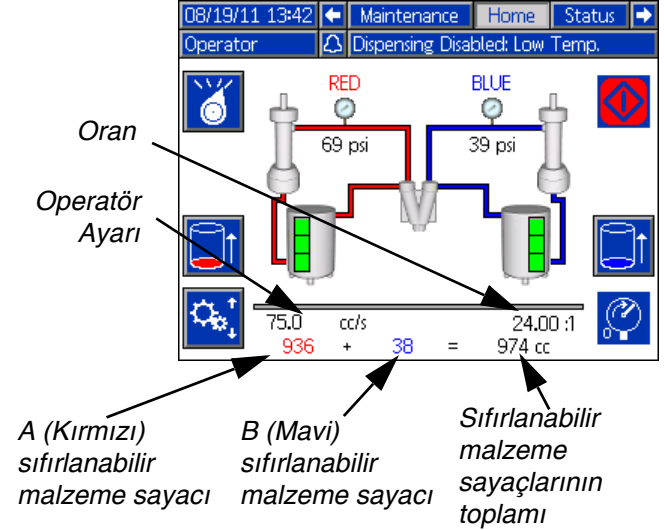 08/19/11 13:42 Maintenance Home Status
Operator Dispensing Disabled: Low Temp.
RED BLUE
69 psi 39 psi
Oran
Operatör
Ayarı
75.0 cc/s 24.00 :1
936 + 38 = 974 cc
A (Kırmızı)
sıfırlanabilir
malzeme sayacı
B (Mavi)
sıfırlanabilir
malzeme sayacı
Sıfırlanabilir
malzeme
sayaçlarının
toplamı